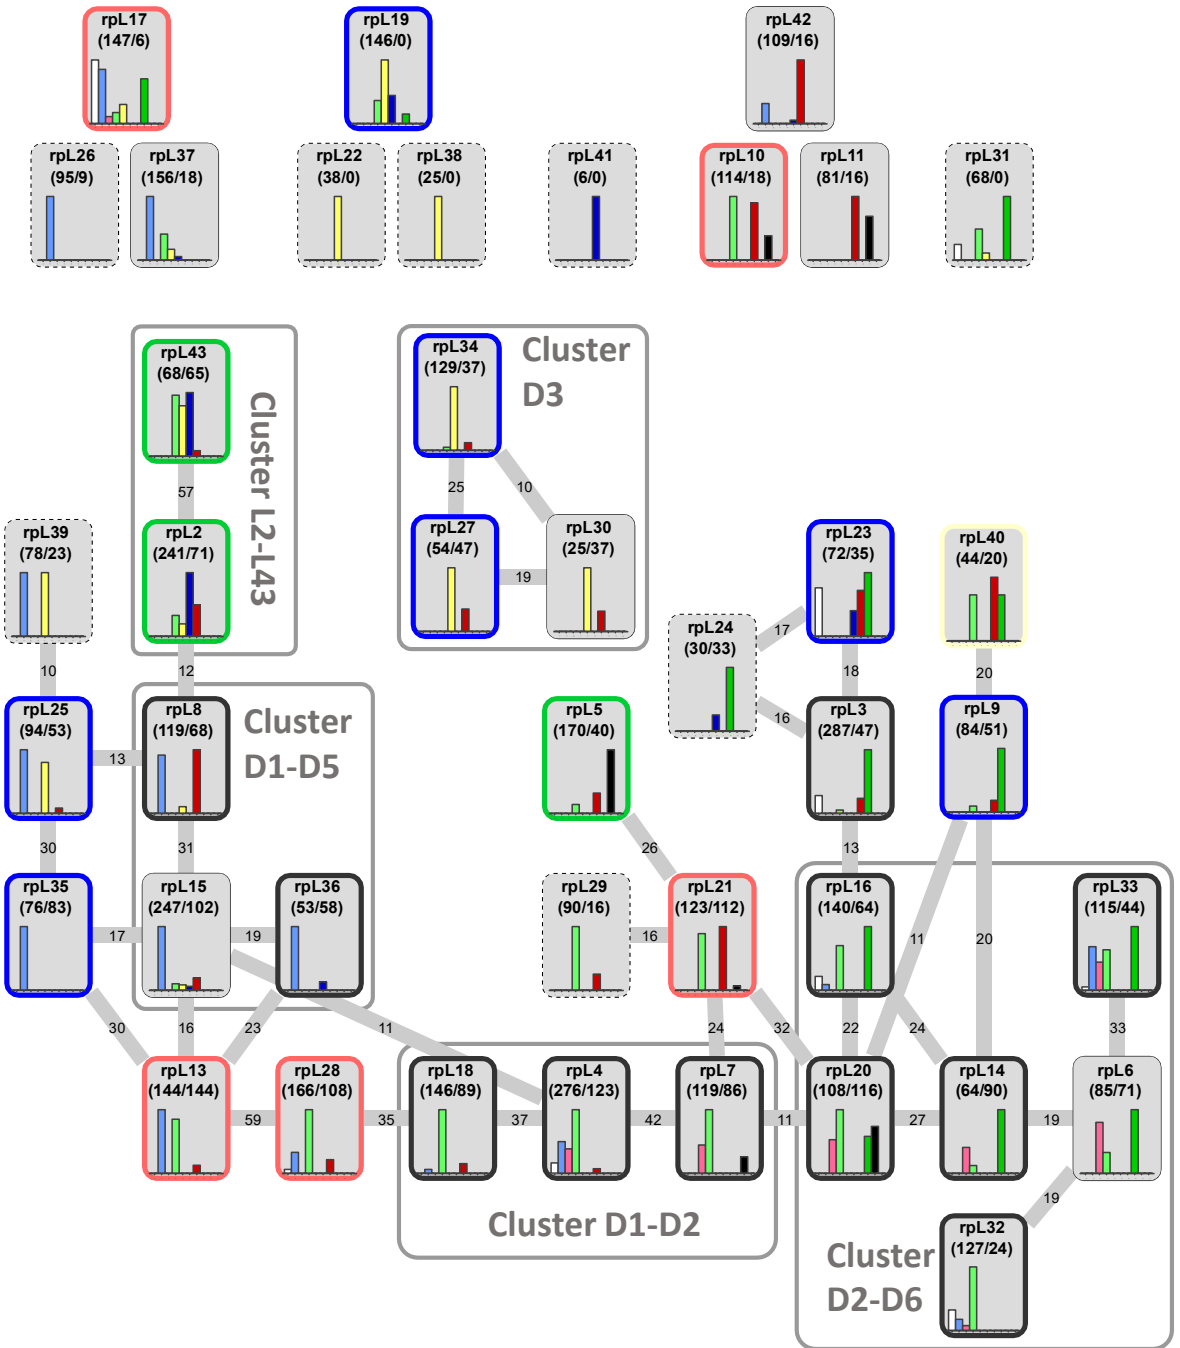 rpL17
(147/6)
rpL19
(146/0)
rpL42
(109/16)
rpL26
(95/9)
rpL37
(156/18)
rpL22
(38/0)
rpL38
(25/0)
rpL41
(6/0)
rpL10
(114/18)
rpL11
(81/16)
rpL31
(68/0)
rpL43
(68/65)
Cluster L2-L43
57
rpL2
(241/71)
rpL34
(129/37)
Cluster
D3
25
10
rpL27
(54/47)
19
rpL30
(25/37)
rpL39
(78/23)
rpL23
(72/35)
rpL40
(44/20)
rpL24
(30/33)
17
10
12
18
20
16
rpL25
(94/53)
13
rpL8
(119/68)
Cluster
D1-D5
rpL5
(170/40)
rpL3
(287/47)
rpL9
(84/51)
30
31
26
13
rpL35
(76/83)
17
rpL15
(247/102)
19
rpL36
(53/58)
rpL29
(90/16)
16
rpL21
(123/112)
rpL16
(140/64)
11
20
rpL33
(115/44)
30
16
23
11
24
32
22
24
33
rpL13
(144/144)
59
rpL28
(166/108)
35
rpL18
(146/89)
37
rpL4
(276/123)
42
rpL7
(119/86)
11
rpL20
(108/116)
27
rpL14
(64/90)
19
rpL6
(85/71)
Cluster D1-D2
19
rpL32
(127/24)
Cluster
D2-D6